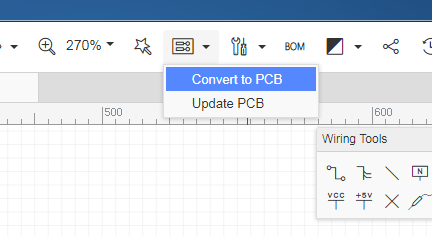 270%
BOM
Convert to PCB
Update PCB
500
600
Wiring Tools
N
VCC
+5V